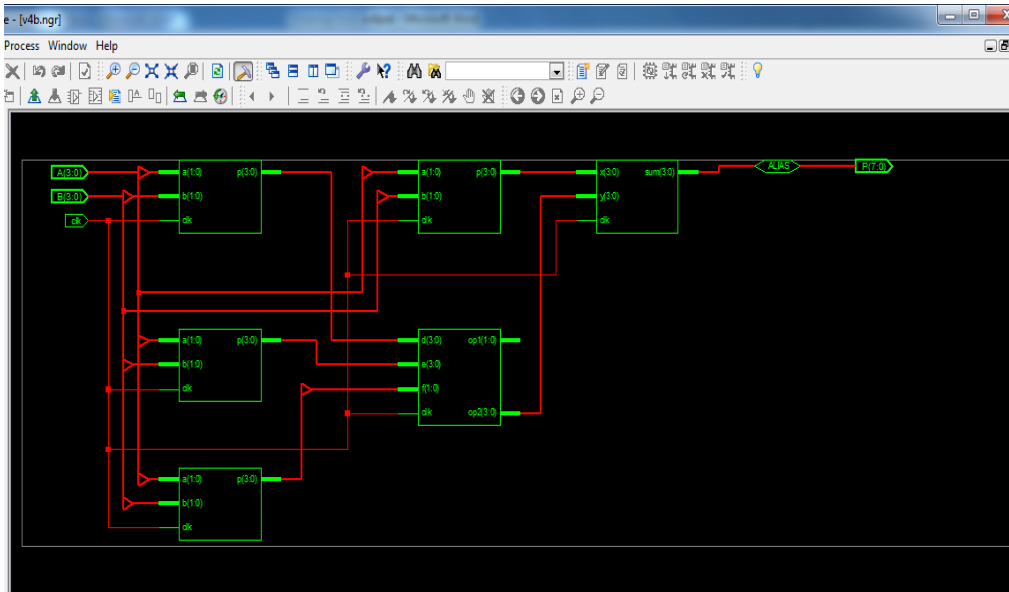 e - [v4b.ngr]
Process Window Help
A(3:0) a(1:0) p(3:0) a(1:0) p(3:0) x(3:0) sum(3:0) ALIAS P(7:0)
B(3:0) b(1:0) b(1:0) y(3:0)
clk clk clk clk
a(1:0) p(3:0) d(3:0) op1(1:0)
b(1:0) e(3:0)
clk f(1:0)
clk op2(3:0)
a(1:0) p(3:0)
b(1:0)
clk